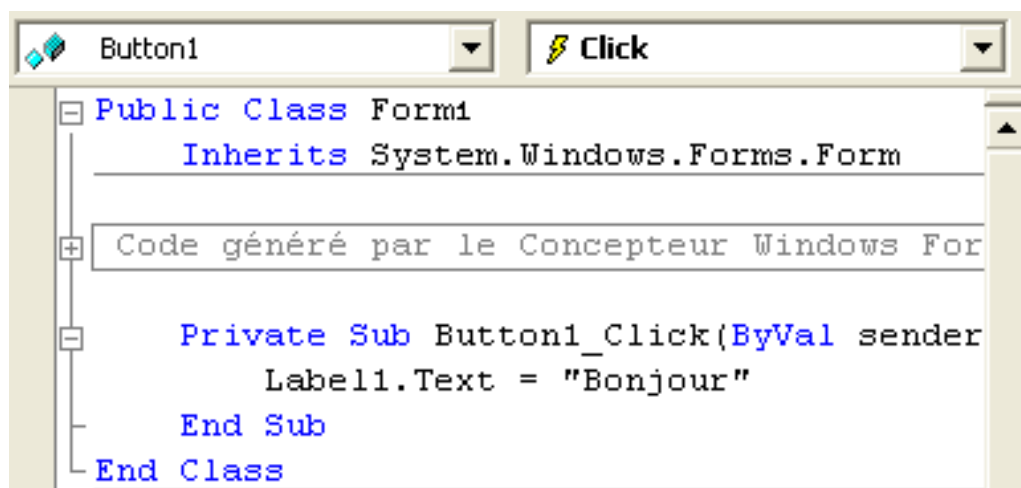 Button1 Click
Public Class Form1
Inherits System.Windows.Forms.Form
Code généré par le Concepteur Windows For
Private Sub Button1_Click(ByVal sender
Label1.Text = "Bonjour"
End Sub
End Class